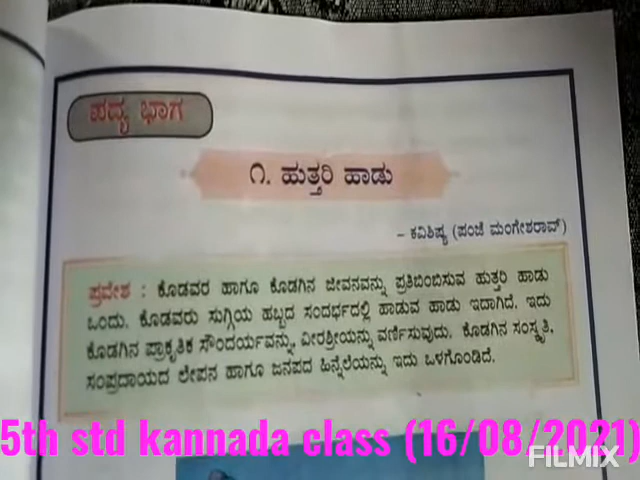 ಪದ್ಯ ಭಾಗ
೧. ಹುತ್ತರಿ ಹಾಡು
– ಕವಿಶಿಷ್ಯ (ಪಂಜೆ ಮಂಗೇಶರಾವ್)
ಪ್ರವೇಶ : ಕೊಡವರ ಹಾಗೂ ಕೊಡಗಿನ ಜೀವನವನ್ನು ಪ್ರತಿಬಿಂಬಿಸುವ ಹುತ್ತರಿ ಹಾಡು
ಒಂದು. ಕೊಡವರು ಸುಗ್ಗಿಯ ಹಬ್ಬದ ಸಂದರ್ಭದಲ್ಲಿ ಹಾಡುವ ಹಾಡು ಇದಾಗಿದೆ. ಇದು
ಕೊಡಗಿನ ಪ್ರಾಕೃತಿಕ ಸೌಂದರ್ಯವನ್ನು, ವೀರಶ್ರೀಯನ್ನು ವರ್ಣಿಸುವುದು. ಕೊಡಗಿನ ಸಂಸ್ಕೃತಿ,
ಸಂಪ್ರದಾಯದ ಲೇಪನ ಹಾಗೂ ಜನಪದ ಹಿನ್ನೆಲೆಯನ್ನು ಇದು ಒಳಗೊಂಡಿದೆ.
5th std kannada class (16/08/2021)
FILMIX